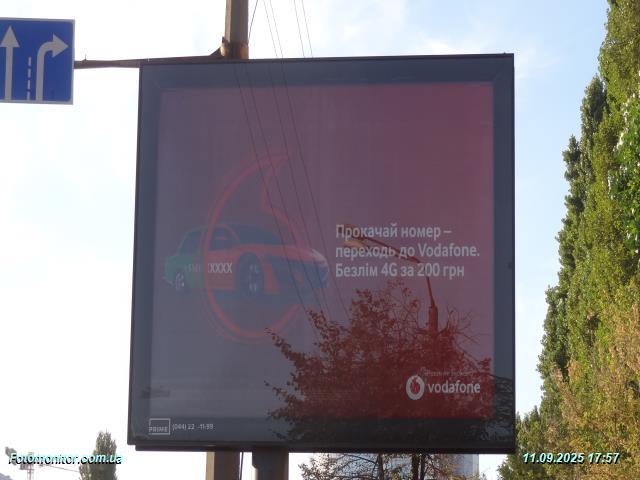 Прокачай номер –
переходь до Vodafone.
Безлім 4G за 200 грн
vodafone
PRIME
Fotomonitor.com.ua
11.09.2025 17:57